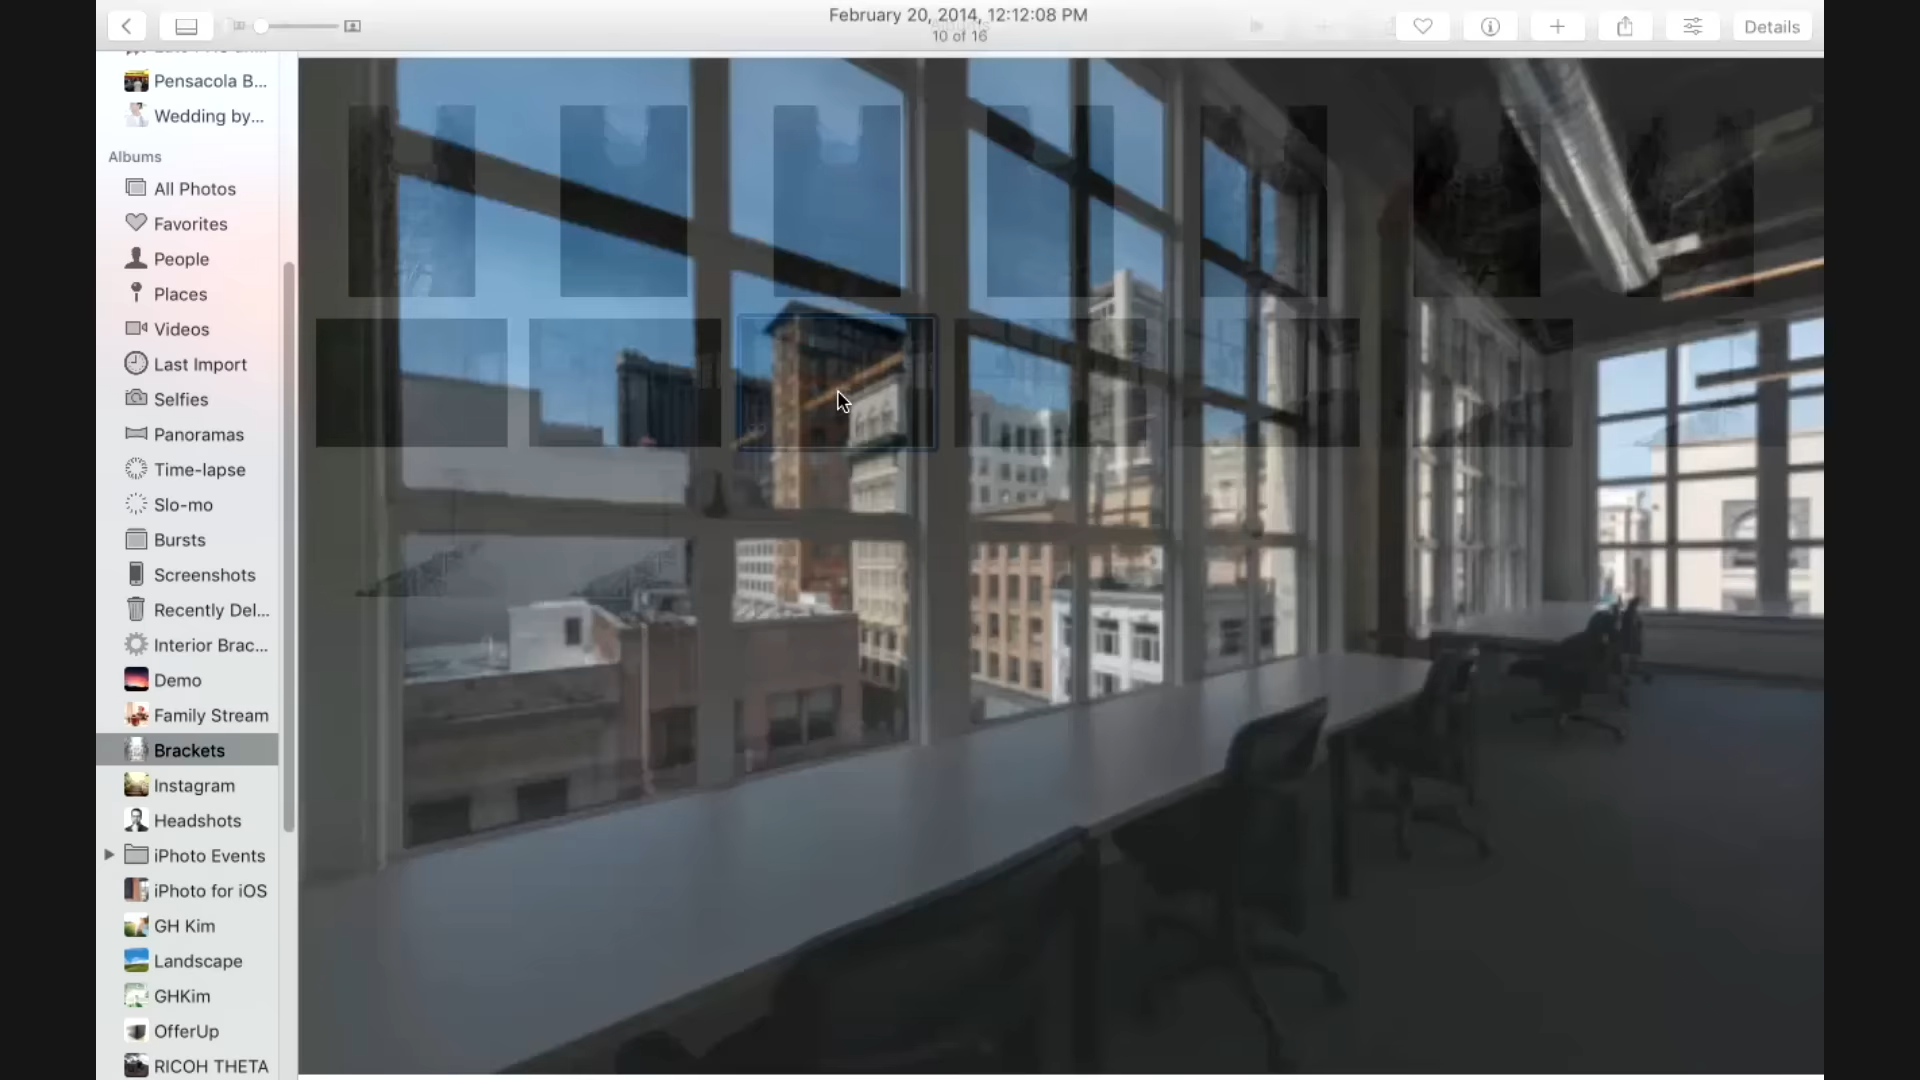 February 20, 2014, 12:12:08 PM
10 of 16
Details
Pensacola B...
Wedding by...
Albums
All Photos
Favorites
People
Places
Videos
Last Import
Selfies
Panoramas
Time-lapse
Slo-mo
Bursts
Screenshots
Recently Del...
Interior Brac...
Demo
Family Stream
Brackets
Instagram
Headshots
iPhoto Events
iPhoto for iOS
GH Kim
Landscape
GHKim
OfferUp
RICOH THETA